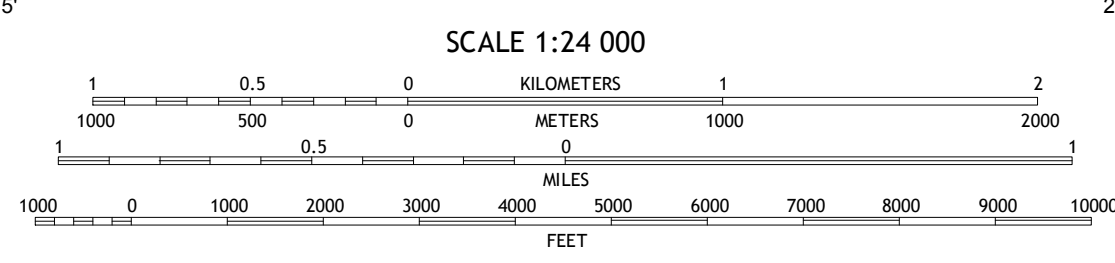 5' 2
SCALE 1:24 000
1 0.5 0 KILOMETERS 1 2
1000 500 0 METERS 1000 2000
1 0.5 0 1
MILES
1000 0 1000 2000 3000 4000 5000 6000 7000 8000 9000 10000
FEET